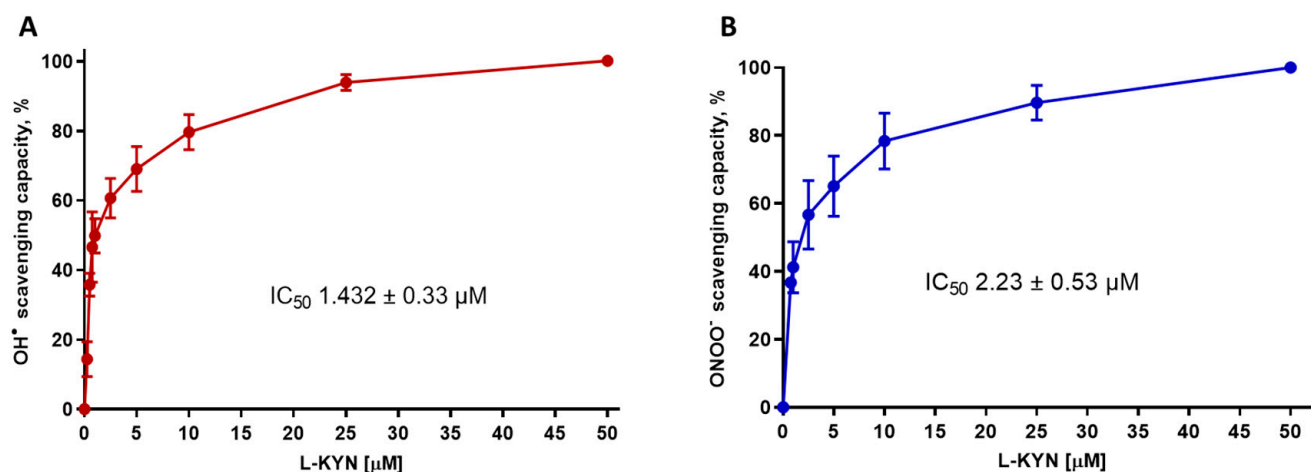 A
OH• scavenging capacity, %
100
80
60
40
20
0
IC50 1.432 ± 0.33 μM
0 5 10 15 20 25 30 35 40 45 50
L-KYN [μM]
B
ONOO- scavenging capacity, %
100
80
60
40
20
0
IC50 2.23 ± 0.53 μM
0 5 10 15 20 25 30 35 40 45 50
L-KYN [μM]